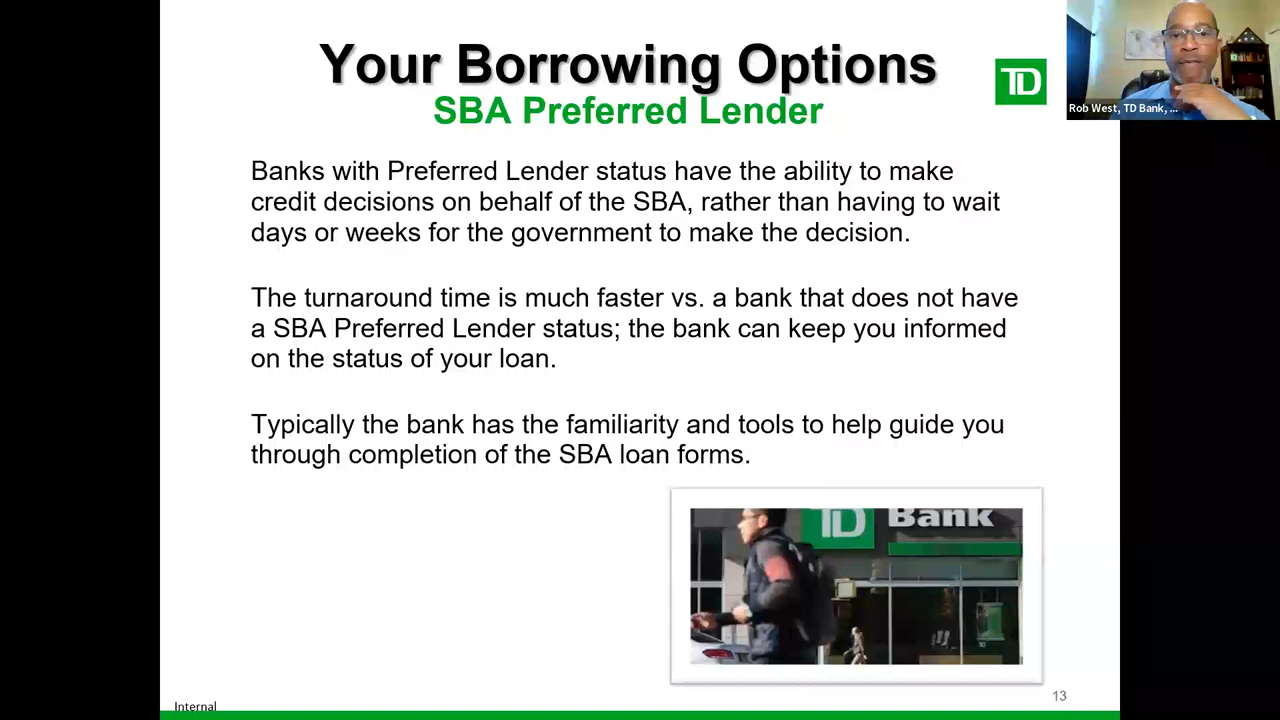 Your Borrowing Options
SBA Preferred Lender
TD
Rob West, TD Bank, ...
Banks with Preferred Lender status have the ability to make
credit decisions on behalf of the SBA, rather than having to wait
days or weeks for the government to make the decision.
The turnaround time is much faster vs. a bank that does not have
a SBA Preferred Lender status; the bank can keep you informed
on the status of your loan.
Typically the bank has the familiarity and tools to help guide you
through completion of the SBA loan forms.
TD Bank
13
Internal